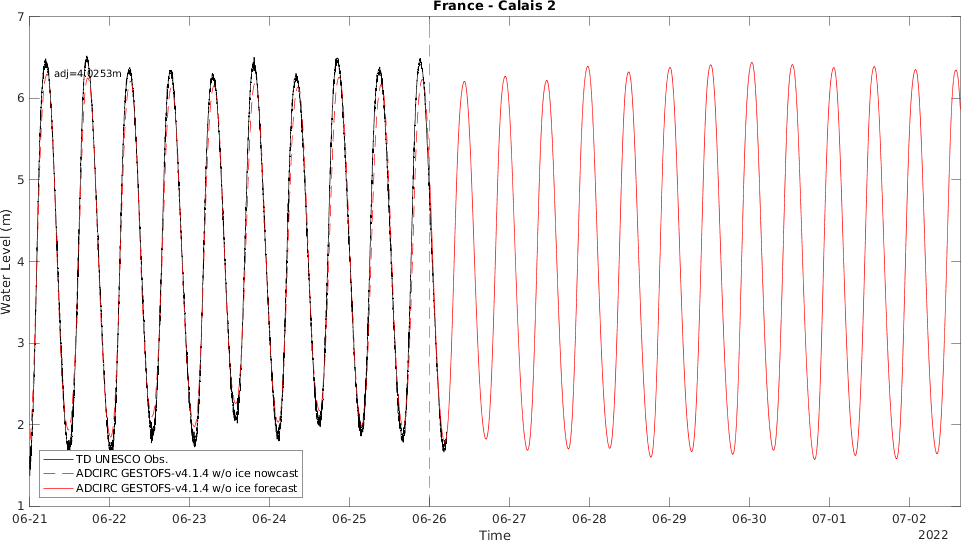 France - Calais 2
7
adj=4.0253m
6
5
4
3
2
1
Water Level (m)
TD UNESCO Obs.
ADCIRC GESTOFS-v4.1.4 w/o ice nowcast
ADCIRC GESTOFS-v4.1.4 w/o ice forecast
06-21 06-22 06-23 06-24 06-25 06-26 06-27 06-28 06-29 06-30 07-01 07-02
Time
2022